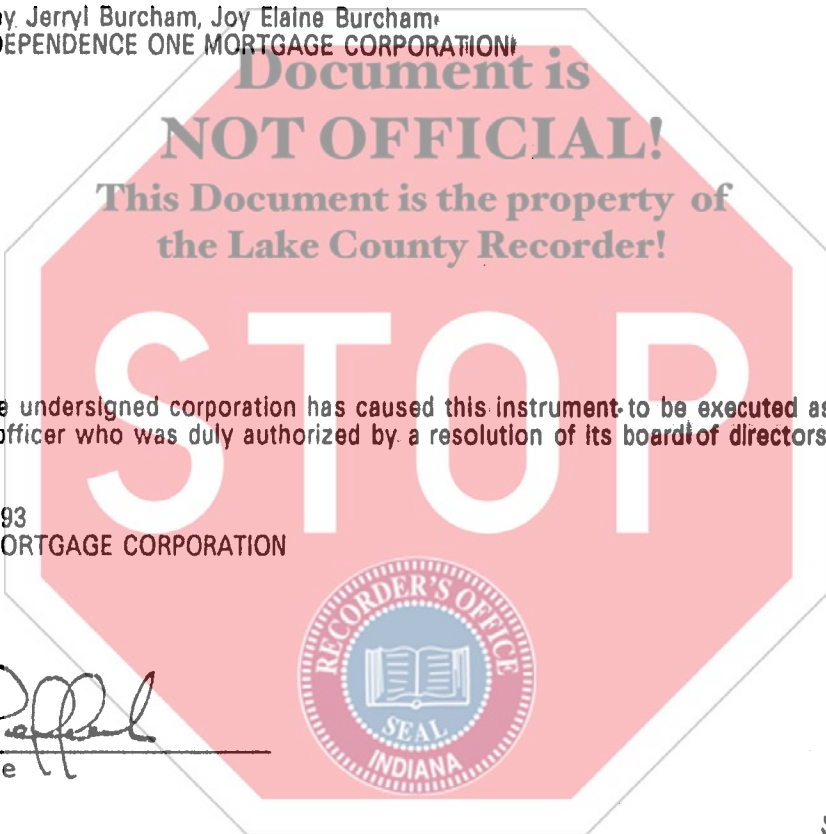 y Jerryl Burcham, Joy Elaine Burcham
EPENDENCE ONE MORTGAGE CORPORATION
Document is
NOT OFFICIAL!
This Document is the property of
the Lake County Recorder!
STOP
e undersigned corporation has caused this instrument to be executed as
officer who was duly authorized by a resolution of its board of directors
93
ORTGAGE CORPORATION
RECORDER'S OFFICE
SEAL
INDIANA
e